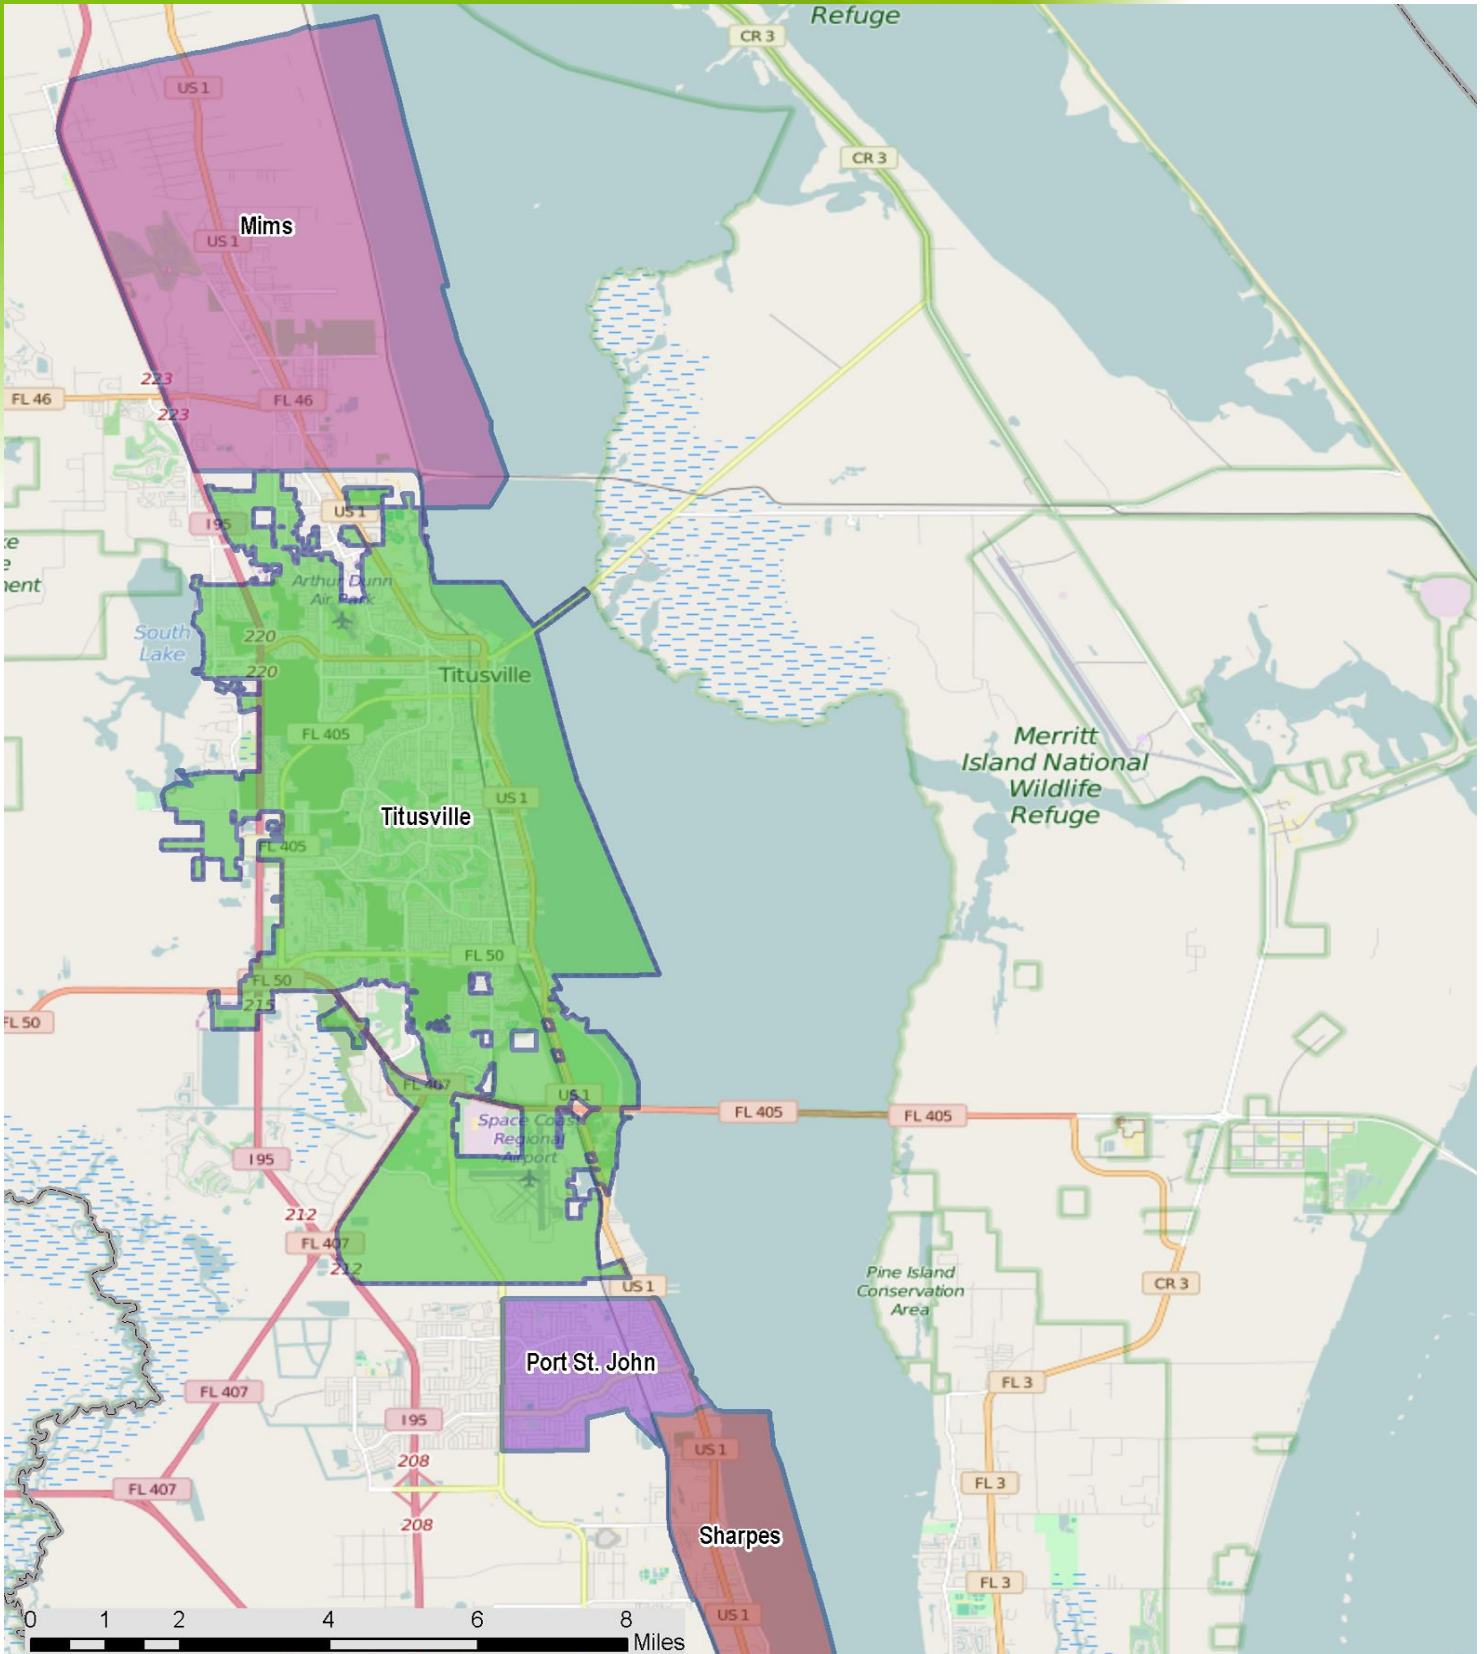 Refuge
CR 3
US 1
CR 3
Mims
US 1
223
FL 46
FL 46
223
I 95
US 1
Arthur Dunn
Air Park
South
Lake
220
220
Titusville
FL 405
Merritt
Island National
Wildlife
Refuge
US 1
Titusville
FL 405
FL 50
FL 50
215
FL 50
FL 407
US 1
FL 405
FL 405
Space Coast
Regional
Airport
I 95
212
FL 407
212
US 1
Pine Island
Conservation
Area
CR 3
Port St. John
FL 3
FL 407
I 95
US 1
208
FL 407
FL 3
208
Sharpes
FL 3
US 1
0 1 2 4 6 8
Miles